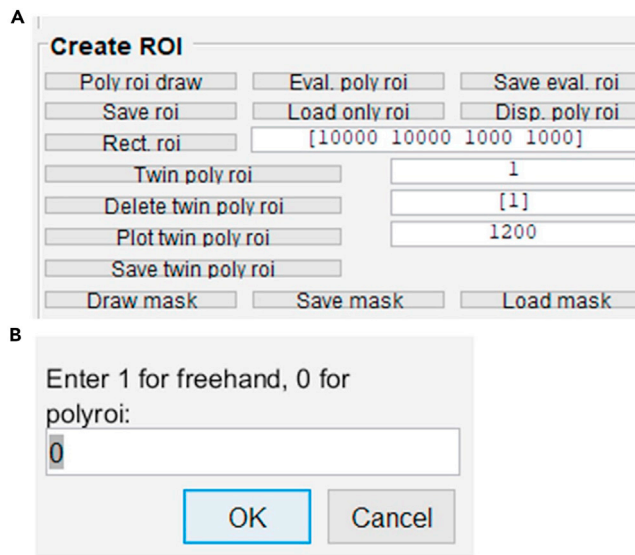 A
Create ROI
Poly roi draw Eval. poly roi Save eval. roi
Save roi Load only roi Disp. poly roi
Rect. roi [10000 10000 1000 1000]
Twin poly roi 1
Delete twin poly roi [1]
Plot twin poly roi 1200
Save twin poly roi
Draw mask Save mask Load mask
B
Enter 1 for freehand, 0 for
polyroi:
0
OK Cancel